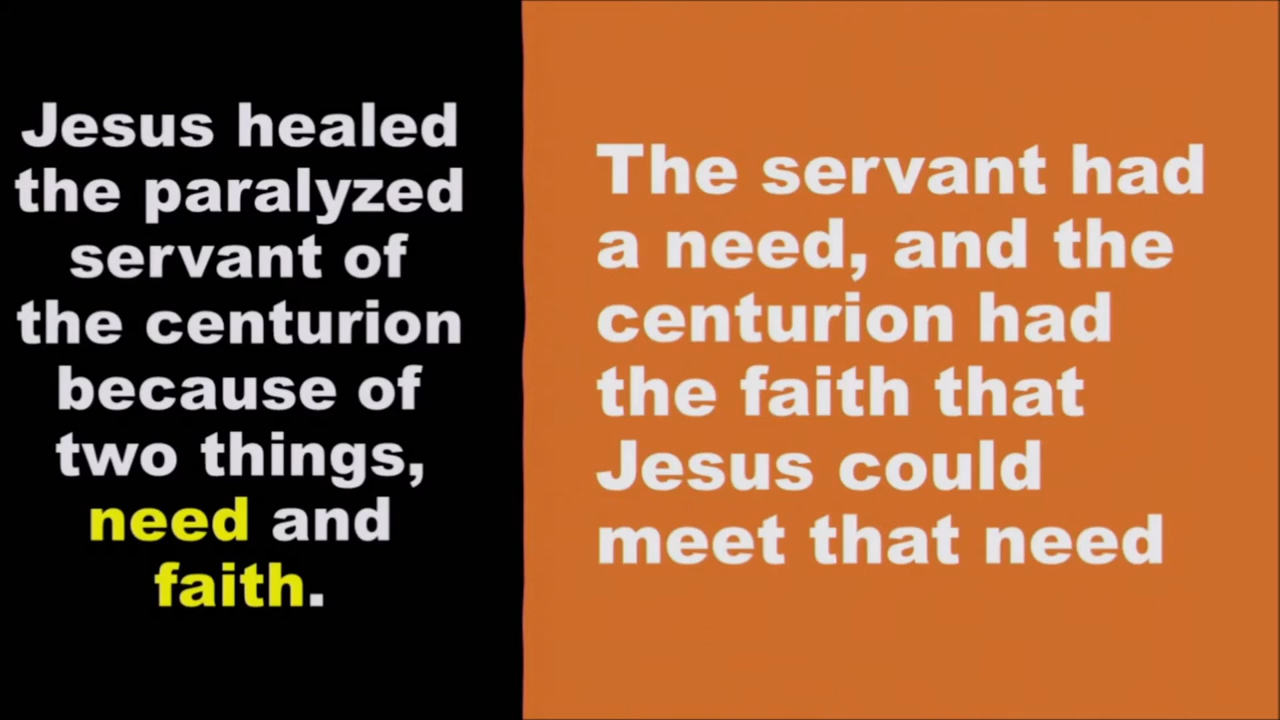 Jesus healed
the paralyzed
servant of
the centurion
because of
two things,
need and
faith.
The servant had
a need, and the
centurion had
the faith that
Jesus could
meet that need